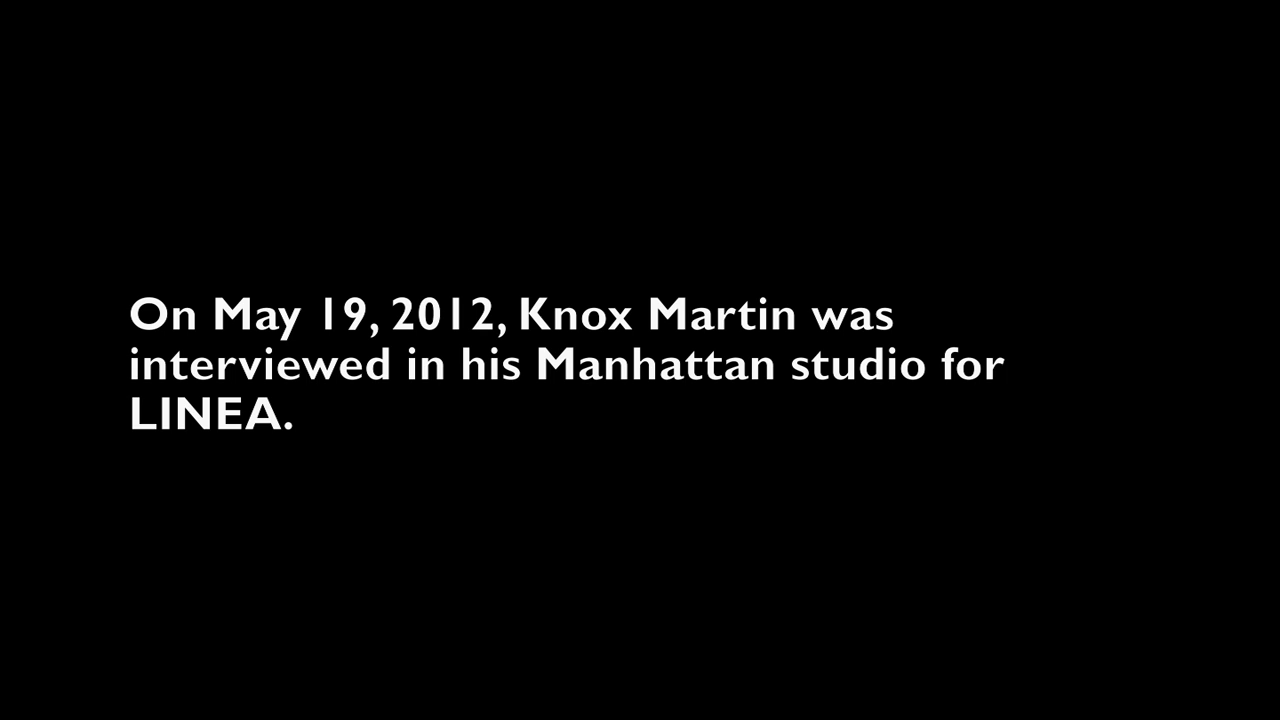 On May 19, 2012, Knox Martin was
interviewed in his Manhattan studio for
LINEA.